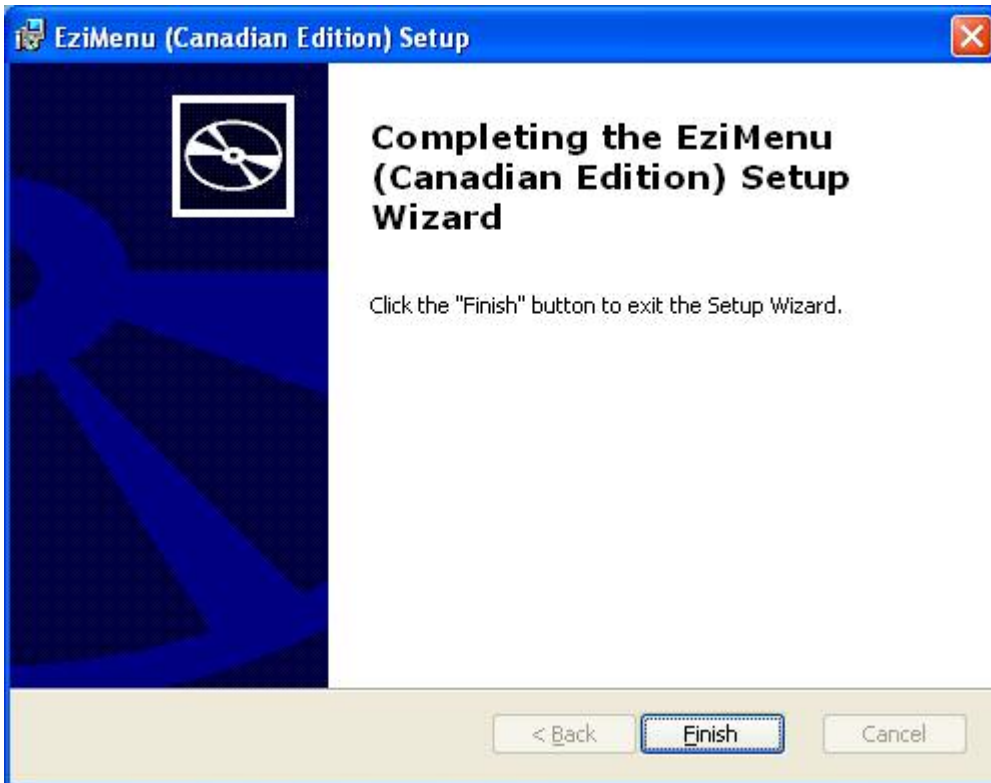 EziMenu (Canadian Edition) Setup
Completing the EziMenu
(Canadian Edition) Setup
Wizard
Click the "Finish" button to exit the Setup Wizard.
< Back
Finish
Cancel